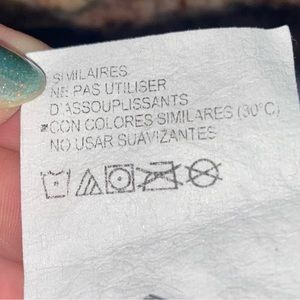 SIMILAIRES
NE PAS UTILISER
D'ASSOUPLISSANTS
CON COLORES SIMILARES (30°C)
NO USAR SUAVIZANTES